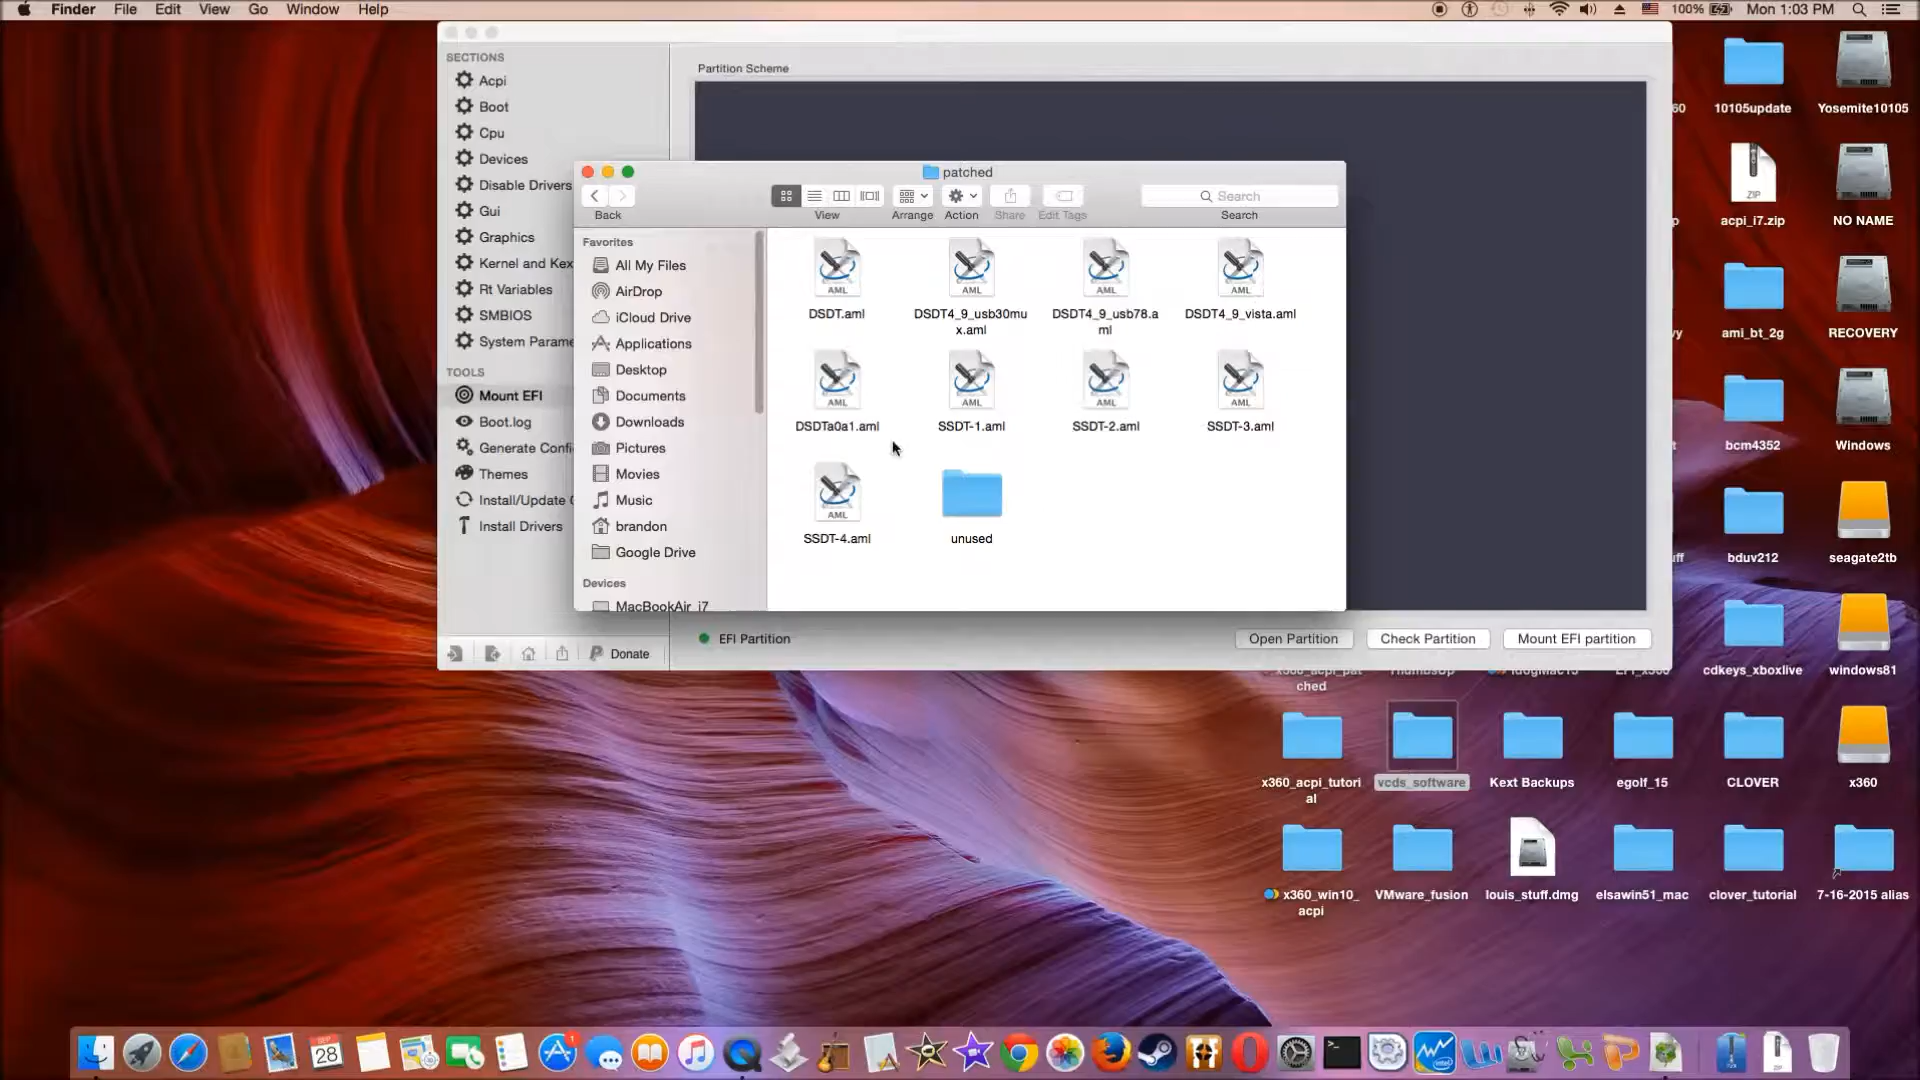 Finder File Edit View Go Window Help
100% Mon 1:03 PM
SECTIONS
Acpi
Boot
Cpu
Devices
Disable Drivers
Gui
Graphics
Kernel and Kex
Rt Variables
SMBIOS
System Parame
TOOLS
Mount EFI
Boot.log
Generate Confi
Themes
Install/Update
Install Drivers
Donate
Partition Scheme
EFI Partition
Open Partition
Check Partition
Mount EFI partition
patched
Back
View
Arrange
Action
Share
Edit Tags
Search
Search
Favorites
All My Files
AirDrop
iCloud Drive
Applications
Desktop
Documents
Downloads
Pictures
Movies
Music
brandon
Google Drive
Devices
MacBookAir_i7
AML
DSDT.aml
AML
DSDT4_9_usb30mu
x.aml
AML
DSDT4_9_usb78.a
ml
AML
DSDT4_9_vista.aml
AML
DSDTa0a1.aml
AML
SSDT-1.aml
AML
SSDT-2.aml
AML
SSDT-3.aml
AML
SSDT-4.aml
unused
10105update
Yosemite10105
ZIP
acpi_i7.zip
NO NAME
ami_bt_2g
RECOVERY
bcm4352
Windows
bduv212
seagate2tb
cdkeys_xboxlive
windows81
x360_acpi_pat
ched
x360_acpi_tutori
al
vcds_software
Kext Backups
egolf_15
CLOVER
x360
x360_win10_
acpi
VMware_fusion
louis_stuff.dmg
elsawin51_mac
clover_tutorial
7-16-2015 alias
SEP
28
1